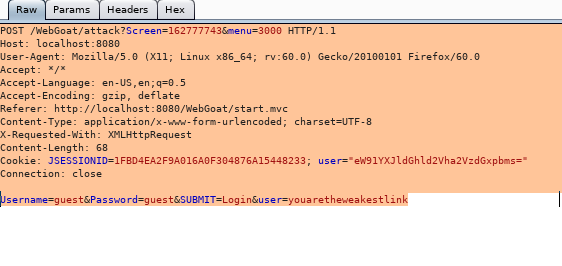 Raw Params Headers Hex
POST /WebGoat/attack?Screen=162777743&menu=3000 HTTP/1.1
Host: localhost:8080
User-Agent: Mozilla/5.0 (X11; Linux x86_64; rv:60.0) Gecko/20100101 Firefox/60.0
Accept: */*
Accept-Language: en-US,en;q=0.5
Accept-Encoding: gzip, deflate
Referer: http://localhost:8080/WebGoat/start.mvc
Content-Type: application/x-www-form-urlencoded; charset=UTF-8
X-Requested-With: XMLHttpRequest
Content-Length: 68
Cookie: JSESSIONID=1FBD4EA2F9A016A0F304876A15448233; user="eW91YXJldGhld2Vha2VzdGxpbms="
Connection: close
Username=guest&Password=guest&SUBMIT=Login&user=youaretheweakestlink